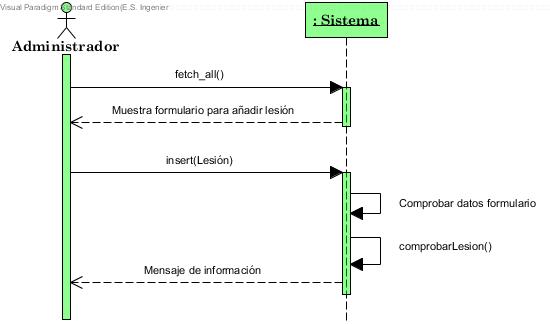 Visual Paradigm Standard Edition(E.S. Ingenier
: Sistema
Administrador
fetch_all()
Muestra formulario para añadir lesión
insert(Lesión)
Comprobar datos formulario
comprobarLesion()
Mensaje de información